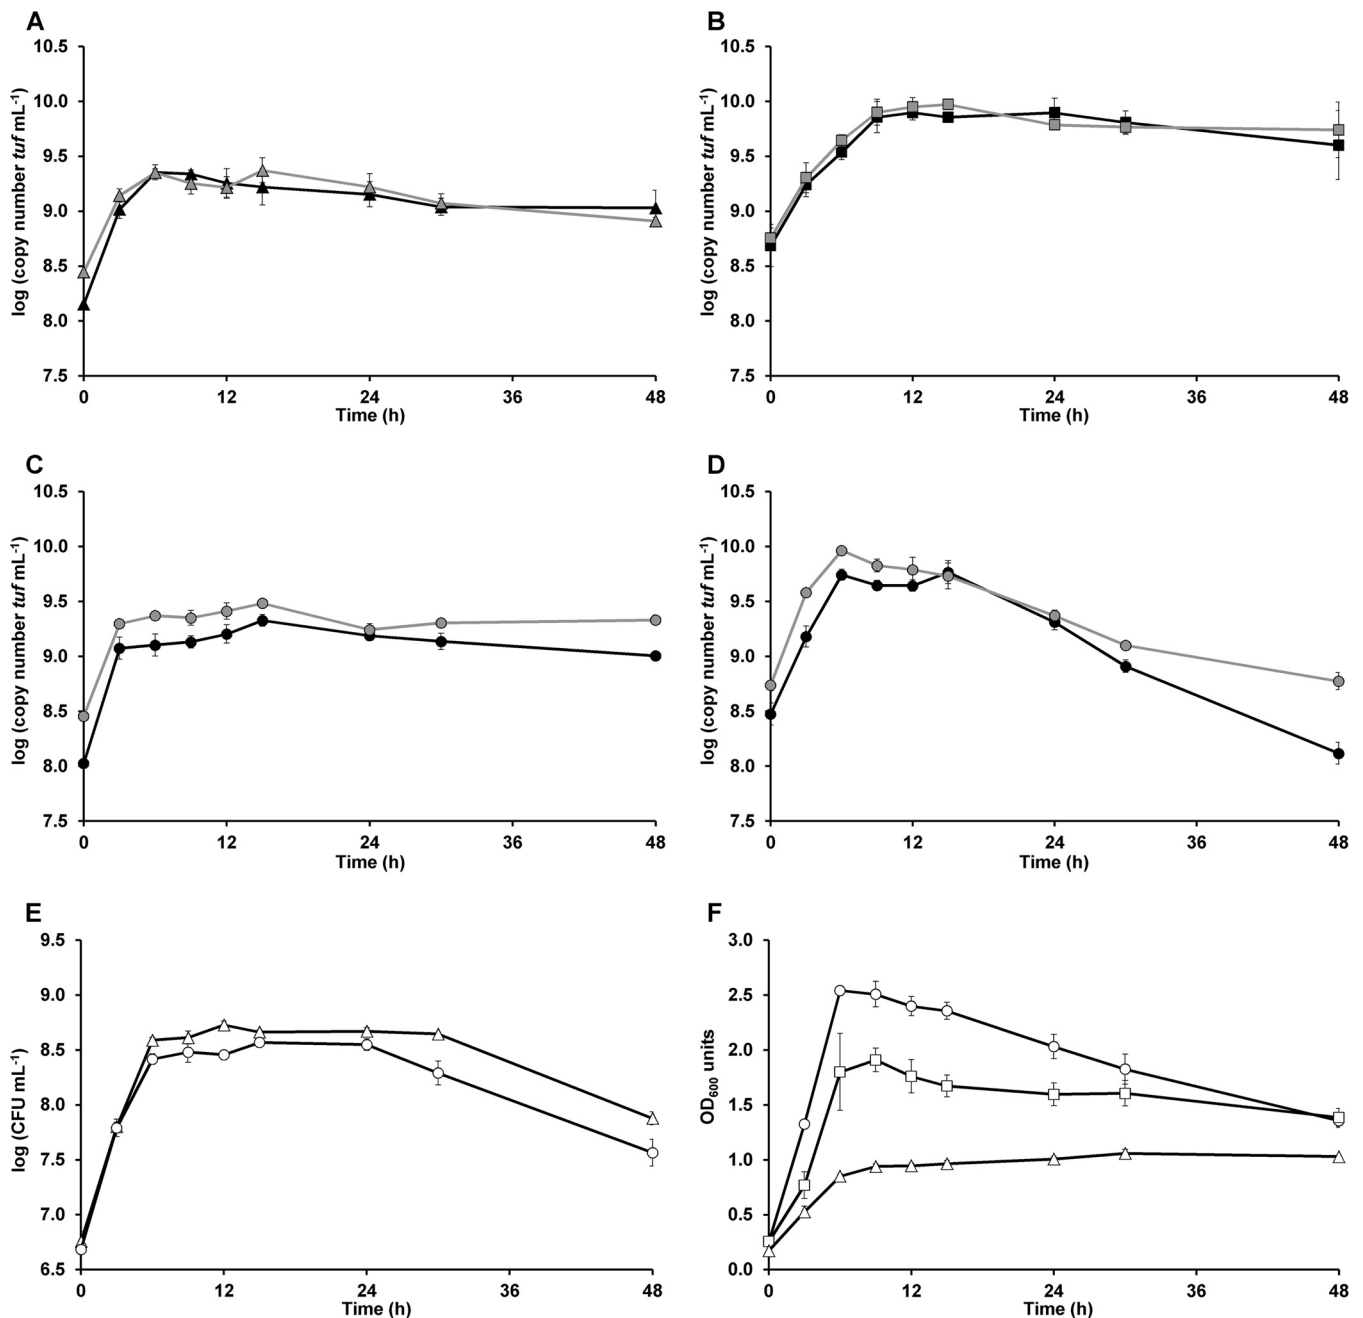 A
10.5
10.0
9.5
9.0
8.5
8.0
7.5
log (copy number tuf mL⁻¹)
0 12 24 36 48
Time (h)
B
10.5
10.0
9.5
9.0
8.5
8.0
7.5
log (copy number tuf mL⁻¹)
0 12 24 36 48
Time (h)
C
10.5
10.0
9.5
9.0
8.5
8.0
7.5
log (copy number tuf mL⁻¹)
0 12 24 36 48
Time (h)
D
10.5
10.0
9.5
9.0
8.5
8.0
7.5
log (copy number tuf mL⁻¹)
0 12 24 36 48
Time (h)
E
9.5
9.0
8.5
8.0
7.5
7.0
6.5
log (CFU mL⁻¹)
0 12 24 36 48
Time (h)
F
3.0
2.5
2.0
1.5
1.0
0.5
0.0
OD₆₀₀ units
0 12 24 36 48
Time (h)